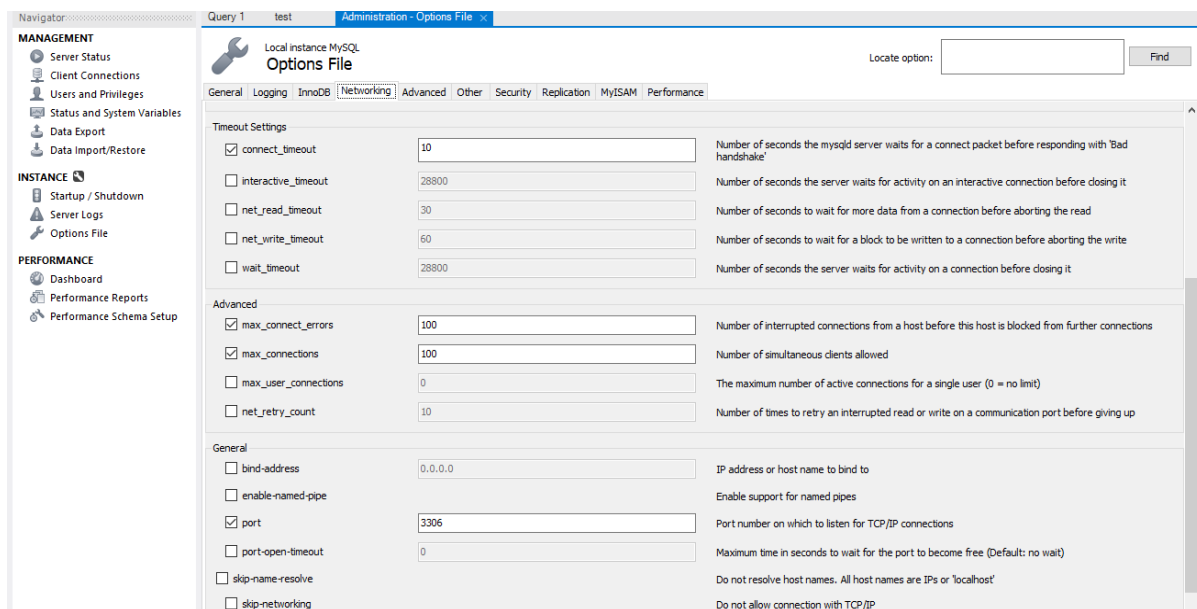 Navigator
Query 1 test Administration - Options File ×
MANAGEMENT
Server Status
Client Connections
Users and Privileges
Status and System Variables
Data Export
Data Import/Restore
INSTANCE
Startup / Shutdown
Server Logs
Options File
PERFORMANCE
Dashboard
Performance Reports
Performance Schema Setup
Local instance MySQL
Options File
Locate option:
Find
General Logging InnoDB Networking Advanced Other Security Replication MyISAM Performance
Timeout Settings
connect_timeout 10 Number of seconds the mysqld server waits for a connect packet before responding with 'Bad
handshake'
interactive_timeout 28800 Number of seconds the server waits for activity on an interactive connection before closing it
net_read_timeout 30 Number of seconds to wait for more data from a connection before aborting the read
net_write_timeout 60 Number of seconds to wait for a block to be written to a connection before aborting the write
wait_timeout 28800 Number of seconds the server waits for activity on a connection before closing it
Advanced
max_connect_errors 100 Number of interrupted connections from a host before this host is blocked from further connections
max_connections 100 Number of simultaneous clients allowed
max_user_connections 0 The maximum number of active connections for a single user (0 = no limit)
net_retry_count 10 Number of times to retry an interrupted read or write on a communication port before giving up
General
bind-address 0.0.0.0 IP address or host name to bind to
enable-named-pipe Enable support for named pipes
port 3306 Port number on which to listen for TCP/IP connections
port-open-timeout 0 Maximum time in seconds to wait for the port to become free (Default: no wait)
skip-name-resolve Do not resolve host names. All host names are IPs or 'localhost'
skip-networking Do not allow connection with TCP/IP